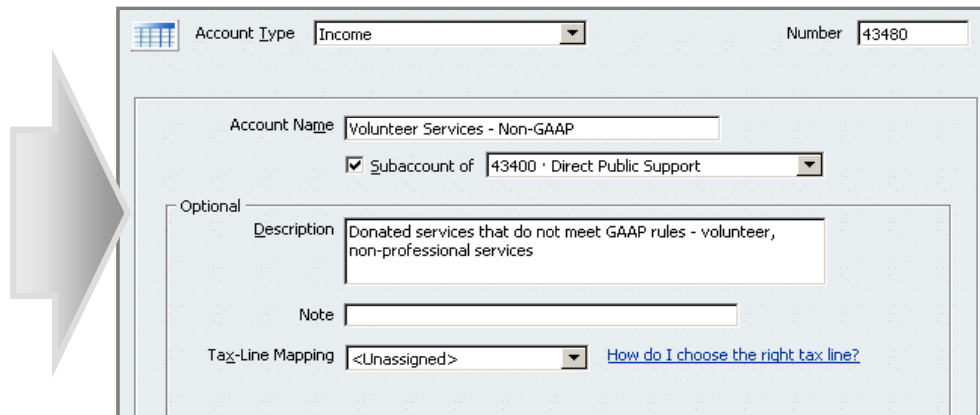 Account Type Income Number 43480
Account Name Volunteer Services - Non-GAAP
Subaccount of 43400 · Direct Public Support
Optional
Description Donated services that do not meet GAAP rules - volunteer,
non-professional services
Note
Tax-Line Mapping <Unassigned> How do I choose the right tax line?